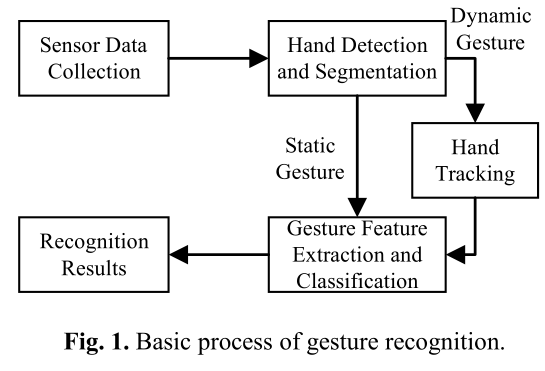 Sensor Data
Collection
Hand Detection
and Segmentation
Dynamic
Gesture
Static
Gesture
Hand
Tracking
Gesture Feature
Extraction and
Classification
Recognition
Results
Fig. 1. Basic process of gesture recognition.